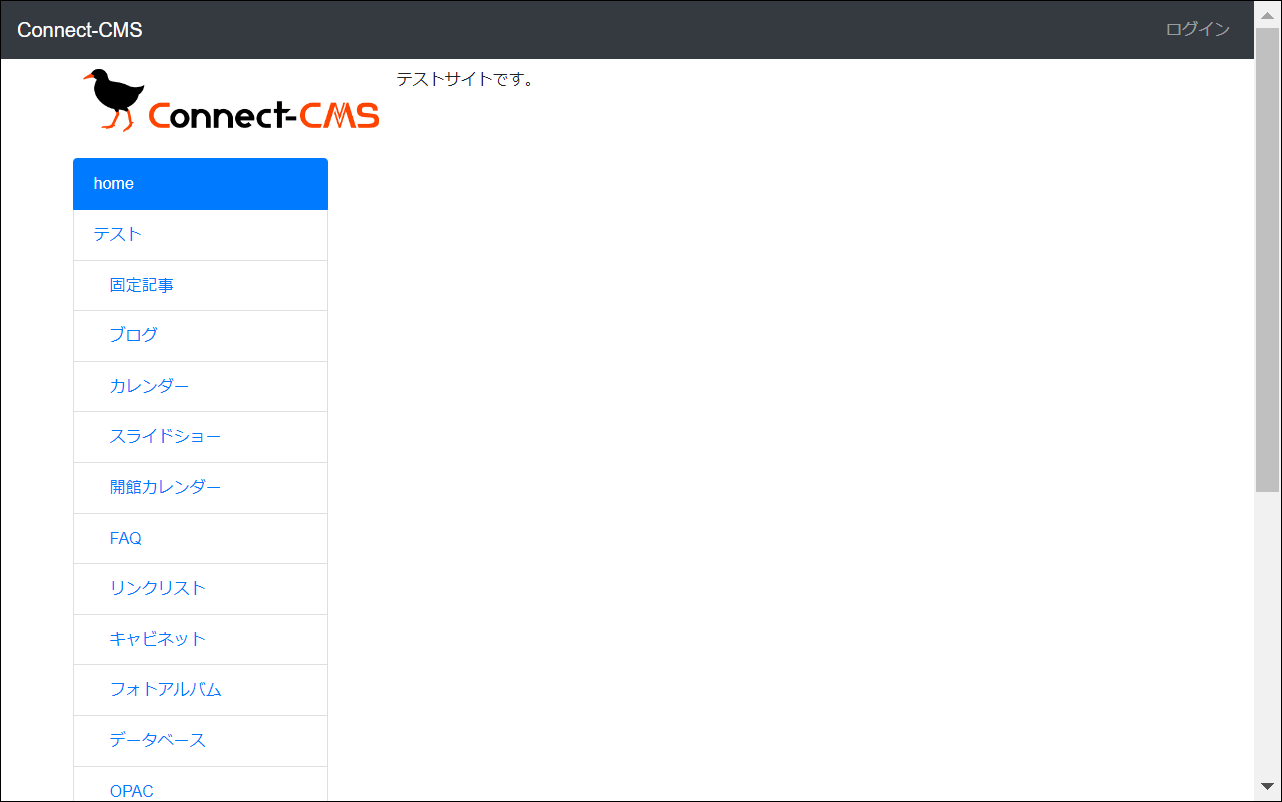 Connect-CMS
ログイン
Connect-CMS
テストサイトです。
home
テスト
固定記事
ブログ
カレンダー
スライドショー
開館カレンダー
FAQ
リンクリスト
キャビネット
フォトアルバム
データベース
OPAC